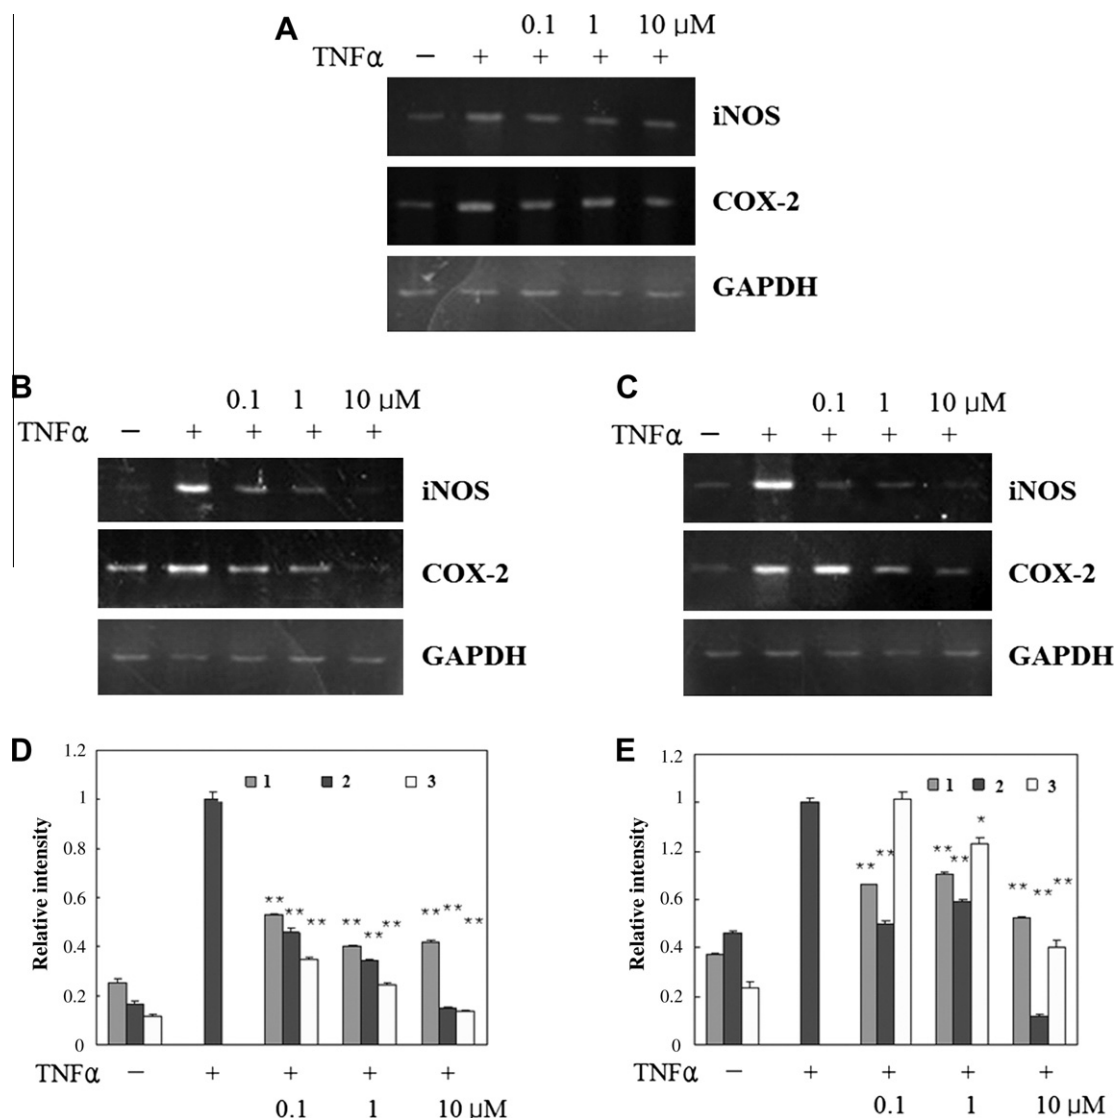 A
0.1 1 10 μM
TNFα − + + + +
iNOS
COX-2
GAPDH
B
0.1 1 10 μM
TNFα − + + + +
iNOS
COX-2
GAPDH
C
0.1 1 10 μM
TNFα − + + + +
iNOS
COX-2
GAPDH
D
Relative intensity
1.2
1
0.8
0.6
0.4
0.2
0
1 2 3
** ** **
** ** **
** ** **
TNFα − + + + +
0.1 1 10 μM
E
Relative intensity
1.2
1
1.2
0.6
0.4
0.2
0
1 2 3
** **
** ** *
** ** **
TNFα − + + + +
0.1 1 10 μM